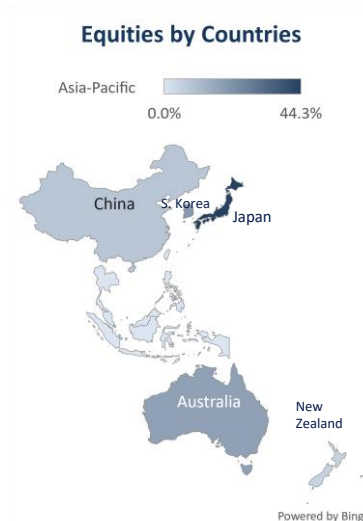 Equities by Countries
Asia-Pacific
0.0%
44.3%
China
S. Korea
Japan
Australia
New
Zealand
Powered by Bing